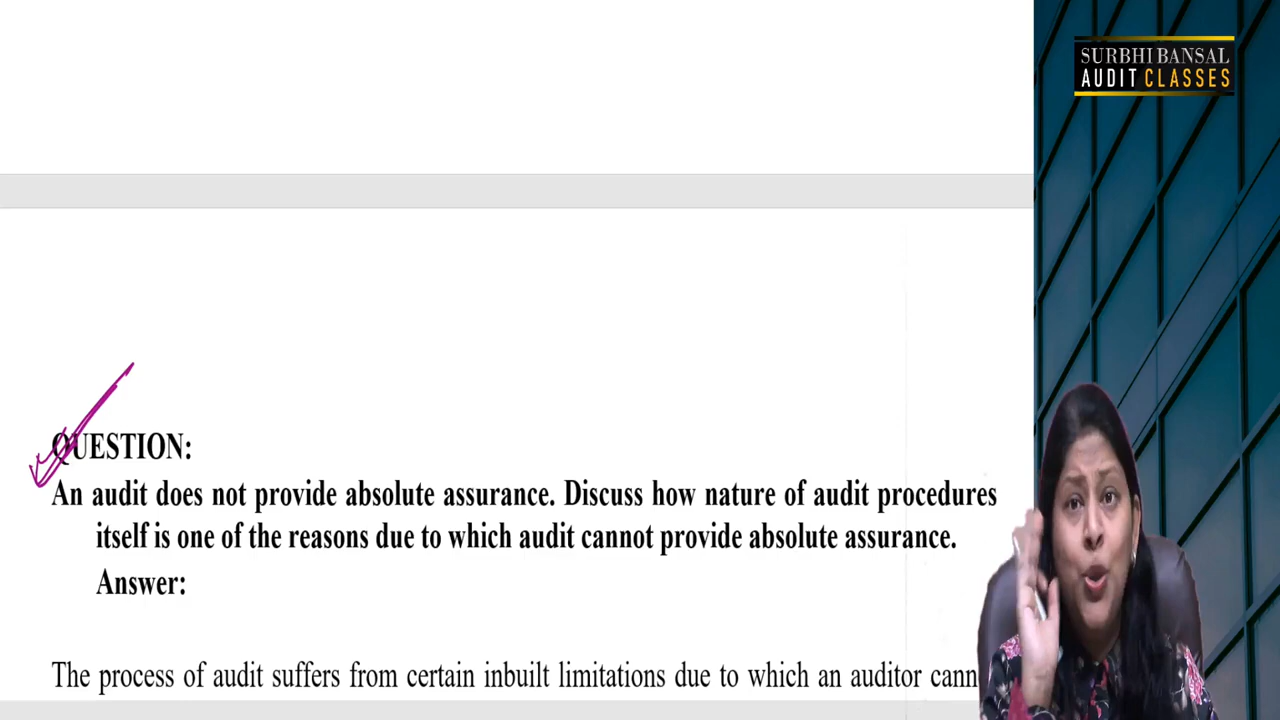 SURBHI BANSAL
AUDIT CLASSES
QUESTION:
An audit does not provide absolute assurance. Discuss how nature of audit procedures
itself is one of the reasons due to which audit cannot provide absolute assurance.
Answer:
The process of audit suffers from certain inbuilt limitations due to which an auditor